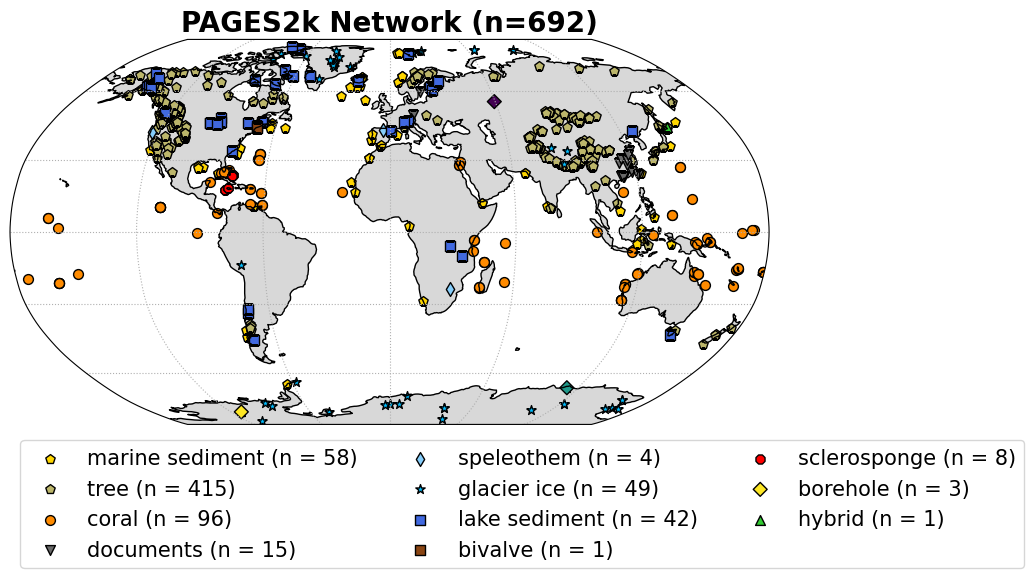 PAGES2k Network (n=692)
marine sediment (n = 58)
tree (n = 415)
coral (n = 96)
documents (n = 15)
speleothem (n = 4)
glacier ice (n = 49)
lake sediment (n = 42)
bivalve (n = 1)
sclerosponge (n = 8)
borehole (n = 3)
hybrid (n = 1)